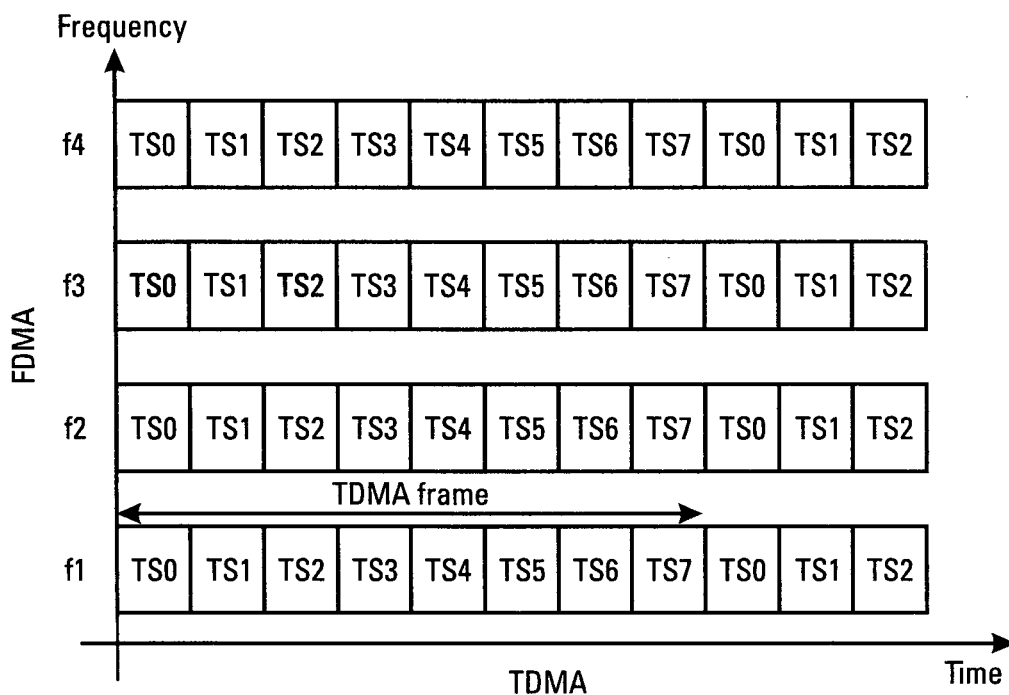 Frequency
f4 TS0 TS1 TS2 TS3 TS4 TS5 TS6 TS7 TS0 TS1 TS2
f3 TS0 TS1 TS2 TS3 TS4 TS5 TS6 TS7 TS0 TS1 TS2
FDMA
f2 TS0 TS1 TS2 TS3 TS4 TS5 TS6 TS7 TS0 TS1 TS2
TDMA frame
f1 TS0 TS1 TS2 TS3 TS4 TS5 TS6 TS7 TS0 TS1 TS2
Time
TDMA